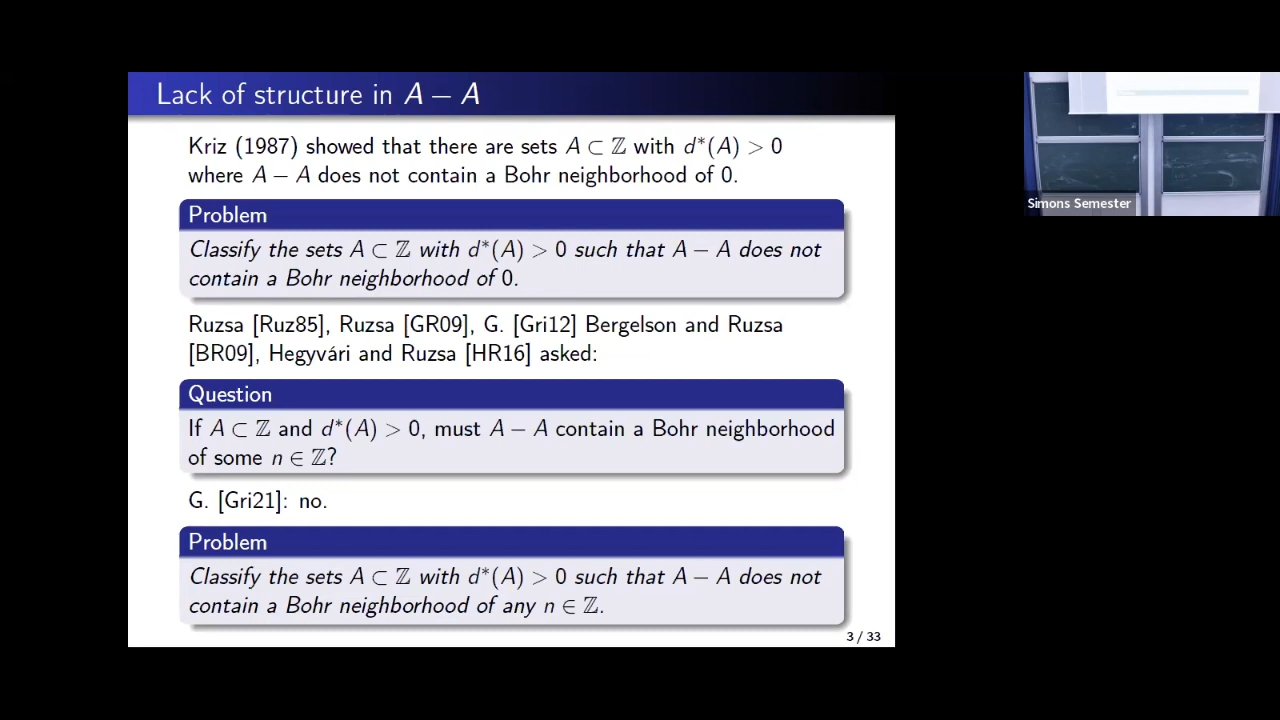 Lack of structure in A − A
Kriz (1987) showed that there are sets A ⊂ ℤ with d*(A) > 0
where A − A does not contain a Bohr neighborhood of 0.
Problem
Classify the sets A ⊂ ℤ with d*(A) > 0 such that A − A does not
contain a Bohr neighborhood of 0.
Ruzsa [Ruz85], Ruzsa [GR09], G. [Gri12] Bergelson and Ruzsa
[BR09], Hegyvári and Ruzsa [HR16] asked:
Question
If A ⊂ ℤ and d*(A) > 0, must A − A contain a Bohr neighborhood
of some n ∈ ℤ?
G. [Gri21]: no.
Problem
Classify the sets A ⊂ ℤ with d*(A) > 0 such that A − A does not
contain a Bohr neighborhood of any n ∈ ℤ.
3 / 33
Simons Semester